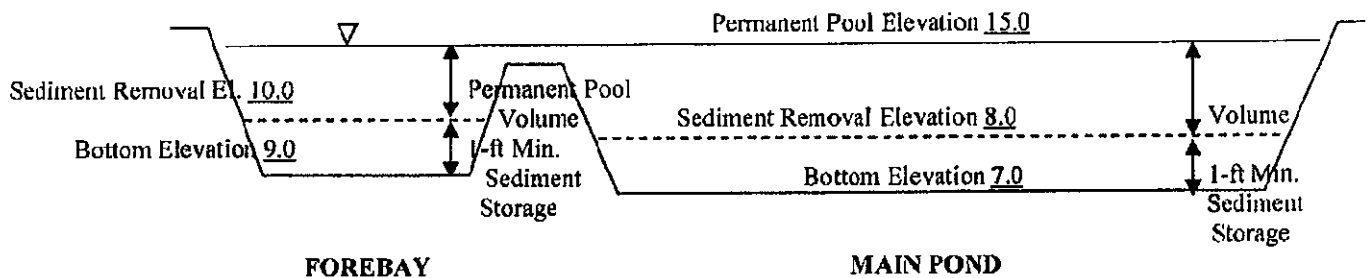 Permanent Pool Elevation 15.0
Sediment Removal El. 10.0
Permanent Pool
Volume
Sediment Removal Elevation 8.0
Volume
Bottom Elevation 9.0
1-ft Min.
Sediment
Storage
Bottom Elevation 7.0
1-ft Min.
Sediment
Storage
FOREBAY
MAIN POND